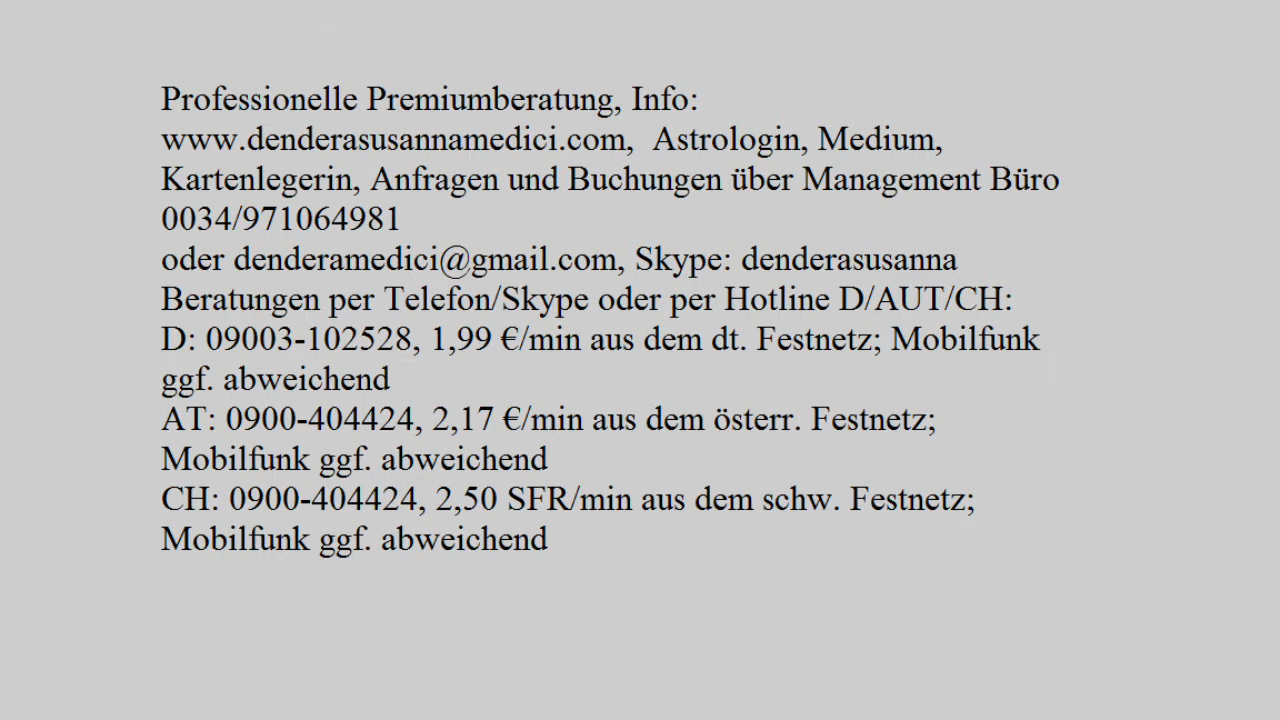 Professionelle Premiumberatung, Info:
www.denderasusannamedici.com,  Astrologin, Medium,
Kartenlegerin, Anfragen und Buchungen über Management Büro
0034/971064981
oder denderamedici@gmail.com, Skype: denderasusanna
Beratungen per Telefon/Skype oder per Hotline D/AUT/CH:
D: 09003-102528, 1,99 €/min aus dem dt. Festnetz; Mobilfunk
ggf. abweichend
AT: 0900-404424, 2,17 €/min aus dem österr. Festnetz;
Mobilfunk ggf. abweichend
CH: 0900-404424, 2,50 SFR/min aus dem schw. Festnetz;
Mobilfunk ggf. abweichend